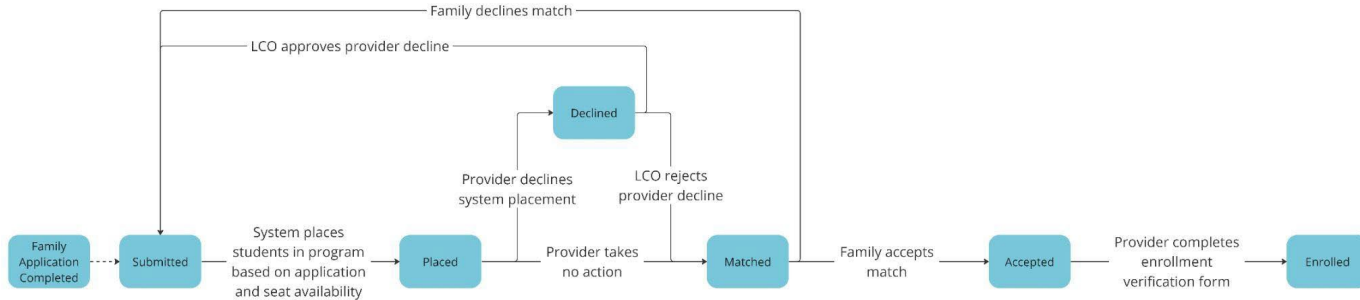 Family declines match
LCO approves provider decline
Declined
Provider declines
system placement
LCO rejects
provider decline
Family
Application
Completed
Submitted
System places
students in program
based on application
and seat availability
Placed
Provider takes
no action
Matched
Family accepts
match
Accepted
Provider completes
enrollment
verification form
Enrolled